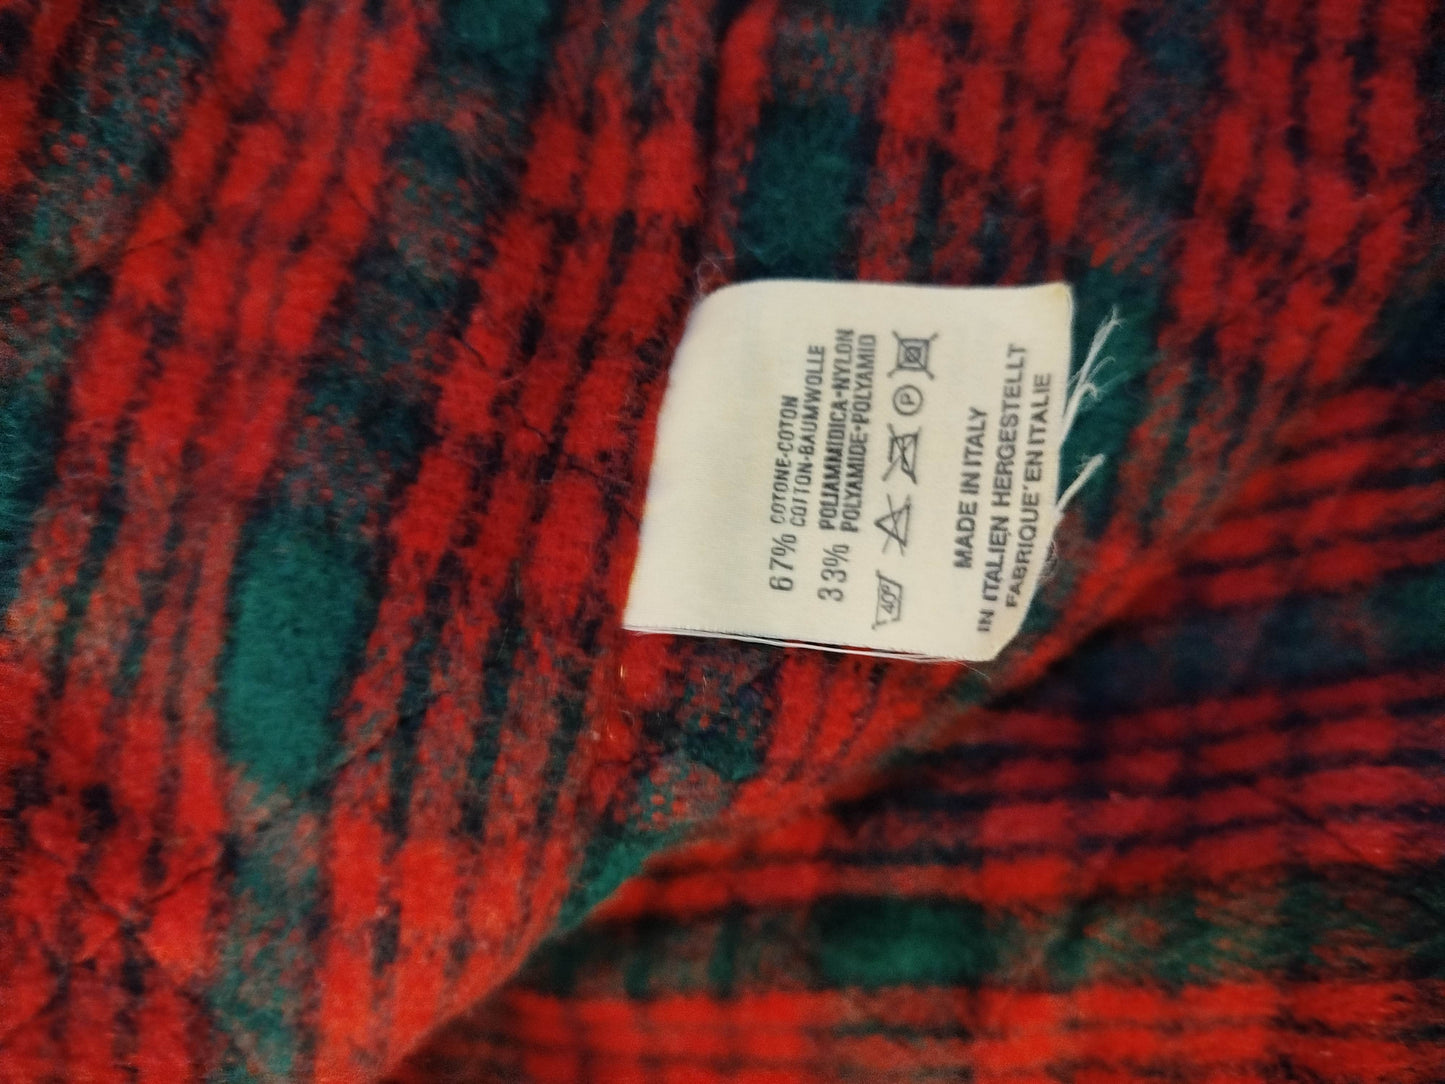 67% COTONE-COTON
COTTON-BAUMWOLLE
33% POLIAMMIDICA-NYLON
POLYAMIDE-POLYAMID
40° P
MADE IN ITALY
IN ITALIEN HERGESTELLT
FABRIQUE'EN ITALIE